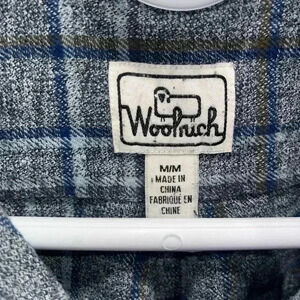 Woolrich
M/M
MADE IN
CHINA
FABRIQUÉ EN
CHINE